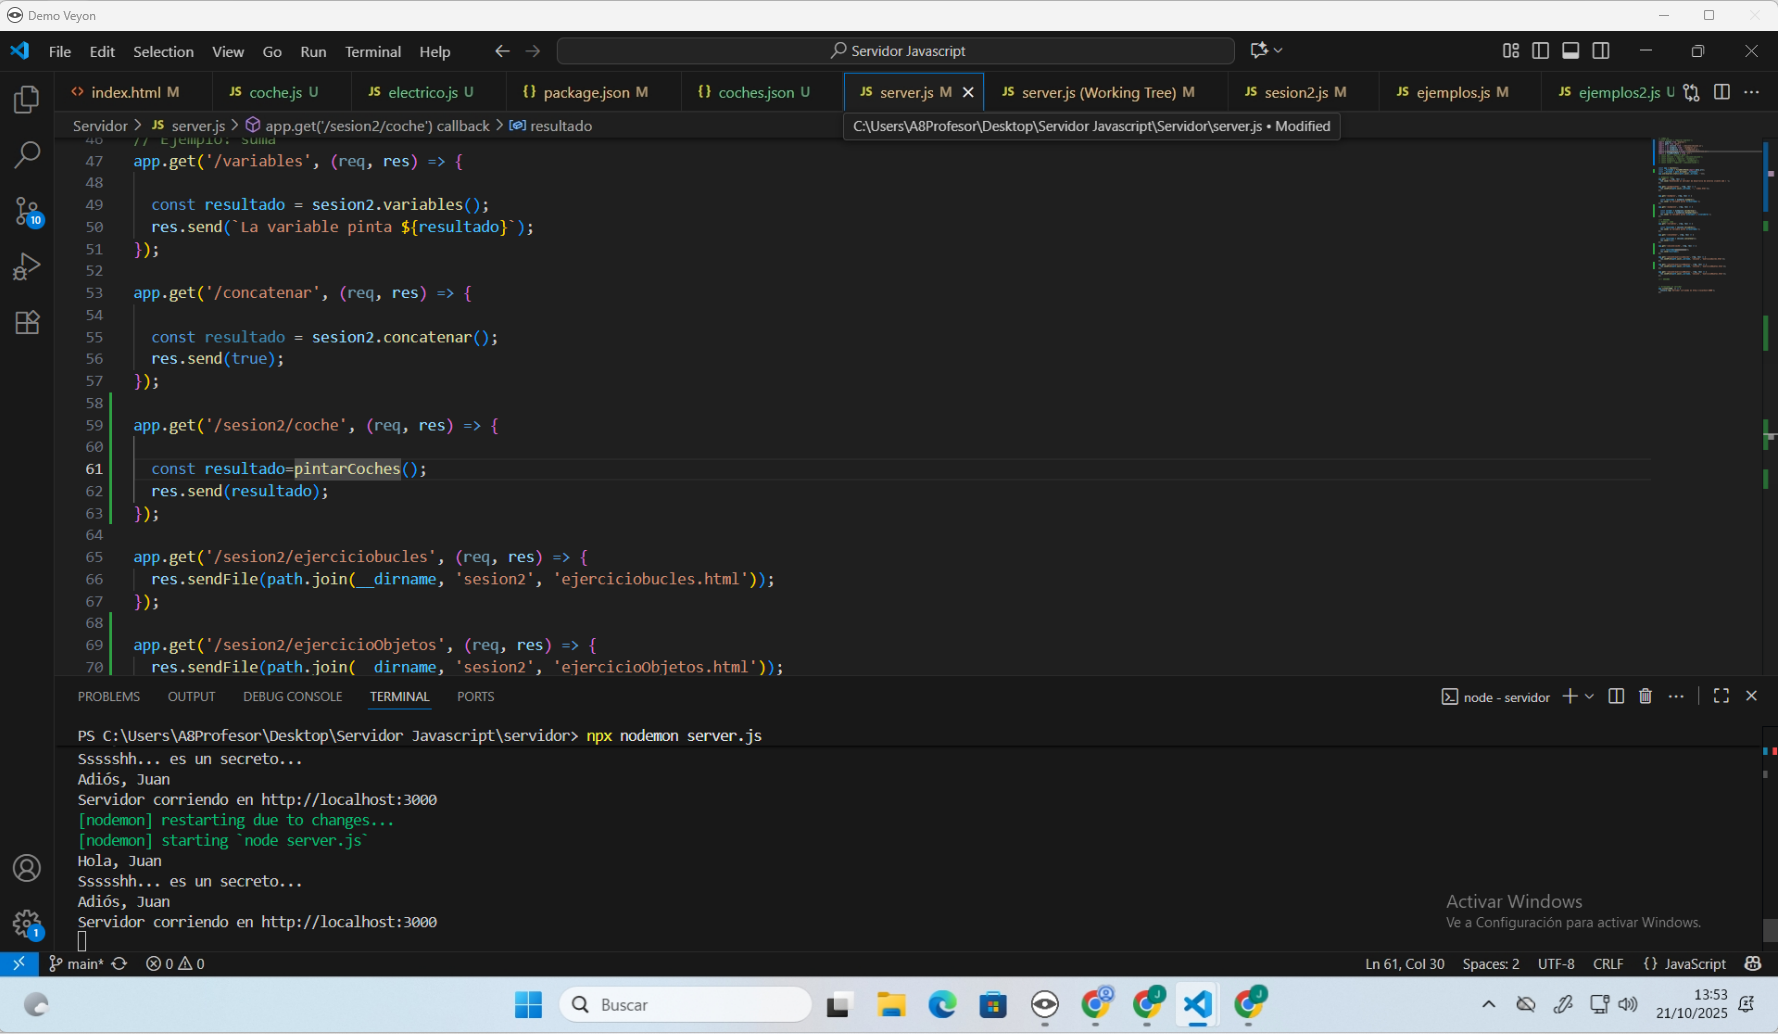 Demo Veyon
File Edit Selection View Go Run Terminal Help
Servidor Javascript
index.html M
JS coche.js U
JS electrico.js U
{} package.json M
{} coches.json U
JS server.js M
JS server.js (Working Tree) M
JS sesion2.js M
JS ejemplos.js M
JS ejemplos2.js U
Servidor > JS server.js > app.get('/sesion2/coche') callback > resultado
C:\Users\A8Profesor\Desktop\Servidor Javascript\Servidor\server.js • Modified
46 // Ejemplo: suma
47 app.get('/variables', (req, res) => {
48
49 const resultado = sesion2.variables();
50 res.send(`La variable pinta ${resultado}`);
51 });
52
53 app.get('/concatenar', (req, res) => {
54
55 const resultado = sesion2.concatenar();
56 res.send(true);
57 });
58
59 app.get('/sesion2/coche', (req, res) => {
60
61 const resultado=pintarCoches();
62 res.send(resultado);
63 });
64
65 app.get('/sesion2/ejerciciobucles', (req, res) => {
66 res.sendFile(path.join(__dirname, 'sesion2', 'ejerciciobucles.html'));
67 });
68
69 app.get('/sesion2/ejercicioObjetos', (req, res) => {
70 res.sendFile(path.join(__dirname, 'sesion2', 'ejercicioObjetos.html'));
10
PROBLEMS OUTPUT DEBUG CONSOLE TERMINAL PORTS
node - servidor
PS C:\Users\A8Profesor\Desktop\Servidor Javascript\servidor> npx nodemon server.js
Ssssshh... es un secreto...
Adiós, Juan
Servidor corriendo en http://localhost:3000
[nodemon] restarting due to changes...
[nodemon] starting `node server.js`
Hola, Juan
Ssssshh... es un secreto...
Adiós, Juan
Servidor corriendo en http://localhost:3000
Activar Windows
Ve a Configuración para activar Windows.
1
main* 0 0
Ln 61, Col 30 Spaces: 2 UTF-8 CRLF {} JavaScript
Buscar
J
J
13:53
21/10/2025